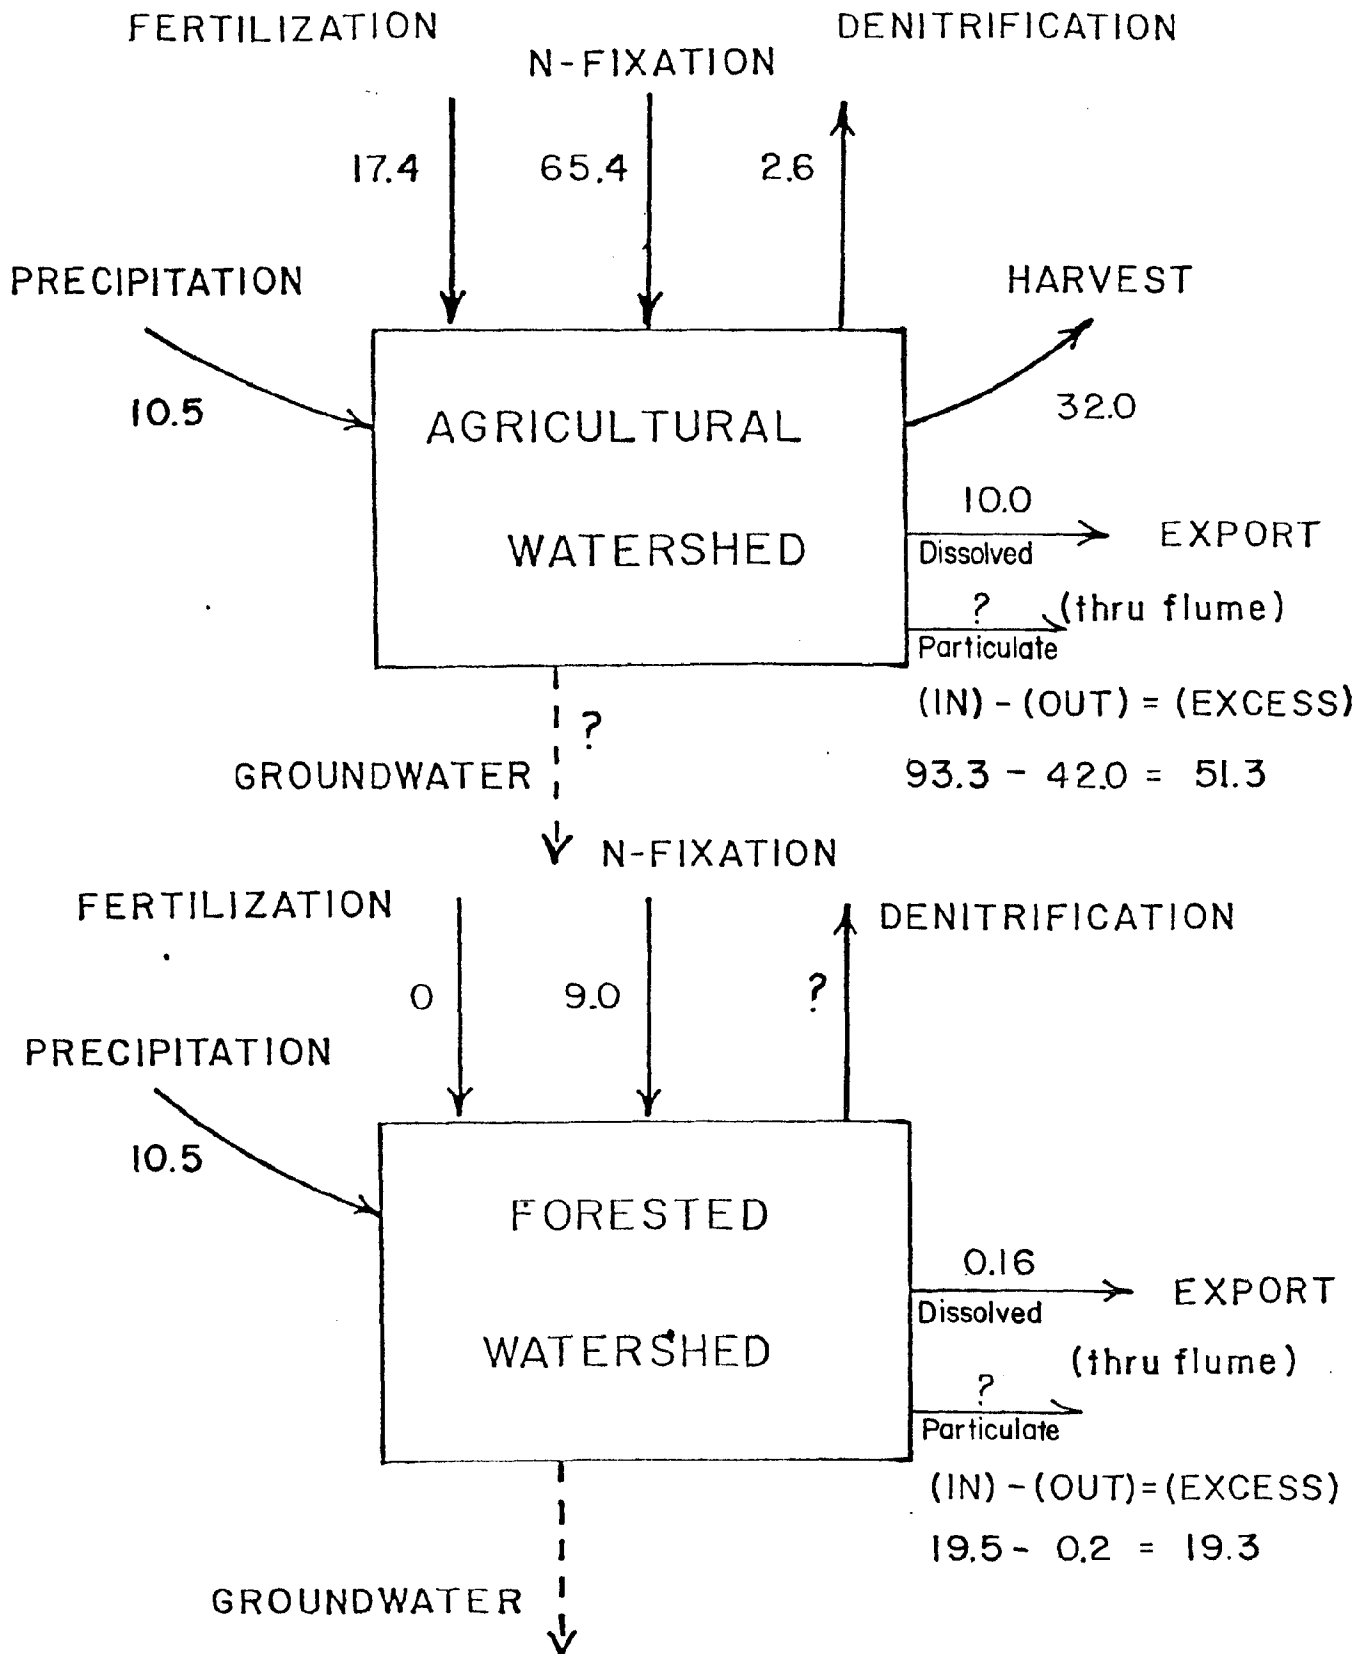 FERTILIZATION
N-FIXATION
DENITRIFICATION
17.4
65.4
2.6
PRECIPITATION
HARVEST
10.5
32.0
AGRICULTURAL
WATERSHED
10.0
Dissolved
EXPORT
(thru flume)
?
Particulate
?
GROUNDWATER
(IN) - (OUT) = (EXCESS)
93.3 - 42.0 = 51.3
N-FIXATION
FERTILIZATION
DENITRIFICATION
0
9.0
?
PRECIPITATION
10.5
FORESTED
WATERSHED
0.16
Dissolved
EXPORT
(thru flume)
?
Particulate
(IN) - (OUT) = (EXCESS)
19.5 - 0.2 = 19.3
GROUNDWATER